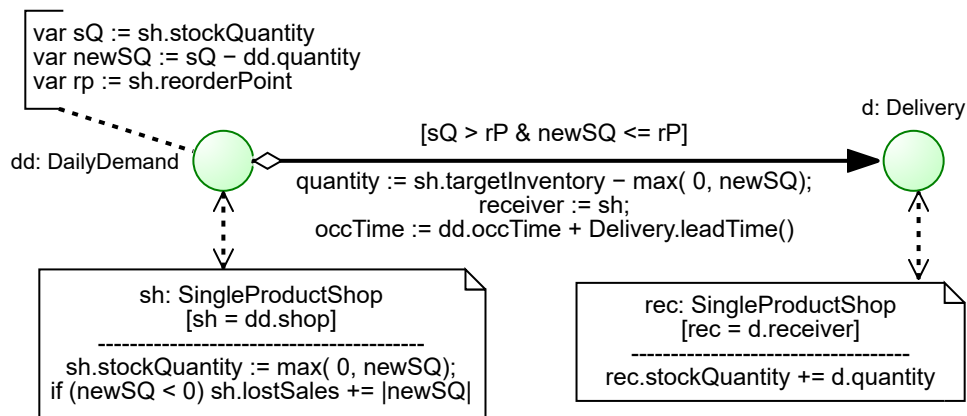 var sQ := sh.stockQuantity
var newSQ := sQ − dd.quantity
var rp := sh.reorderPoint
d: Delivery
[sQ > rP & newSQ <= rP]
dd: DailyDemand
quantity := sh.targetInventory − max( 0, newSQ);
receiver := sh;
occTime := dd.occTime + Delivery.leadTime()
sh: SingleProductShop
[sh = dd.shop]
----------------------------------------
sh.stockQuantity := max( 0, newSQ);
if (newSQ < 0) sh.lostSales += |newSQ|
rec: SingleProductShop
[rec = d.receiver]
----------------------------------
rec.stockQuantity += d.quantity